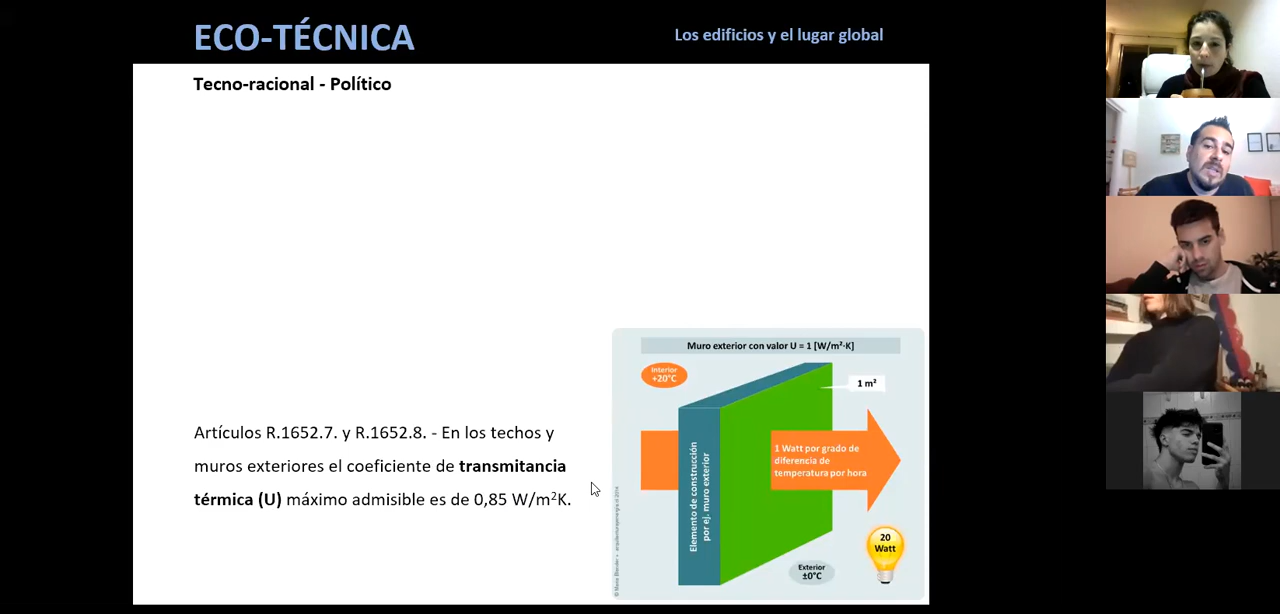 ECO-TÉCNICA
Los edificios y el lugar global
Tecno-racional - Político
Artículos R.1652.7. y R.1652.8. - En los techos y
muros exteriores el coeficiente de transmitancia
térmica (U) máximo admisible es de 0,85 W/m²K.
Muro exterior con valor U = 1 [W/m²·K]
Interior
+20°C
1 m²
Elemento de construcción
por ej. muro exterior
1 Watt por grado de
diferencia de
temperatura por hora
20
Watt
Exterior
±0°C